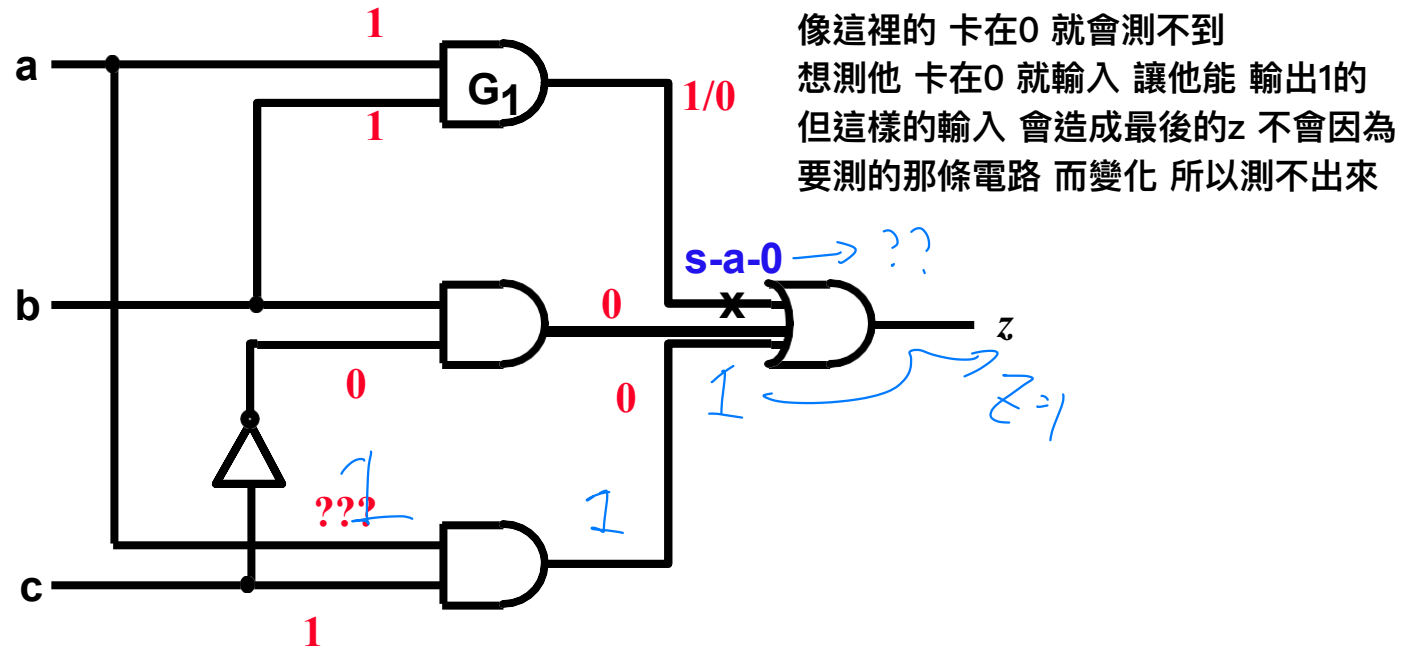 1
像這裡的 卡在0 就會測不到
想測他 卡在0 就輸入 讓他能 輸出1的
但這樣的輸入 會造成最後的z 不會因為
要測的那條電路 而變化 所以測不出來
a
G1
1/0
1
s-a-0 → ??
b
0
x
z
0
0
1
z=1
???
1
1
c
1